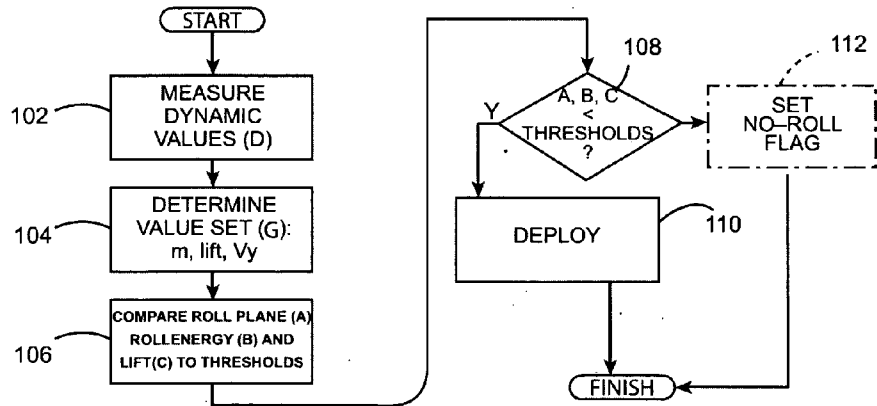 START
102
MEASURE
DYNAMIC
VALUES (D)
104
DETERMINE
VALUE SET (G):
m, lift, Vy
106
COMPARE ROLL PLANE (A)
ROLLENERGY (B) AND
LIFT(C) TO THRESHOLDS
108
A, B, C
<
THRESHOLDS
?
Y
112
SET
NO–ROLL
FLAG
DEPLOY
110
FINISH